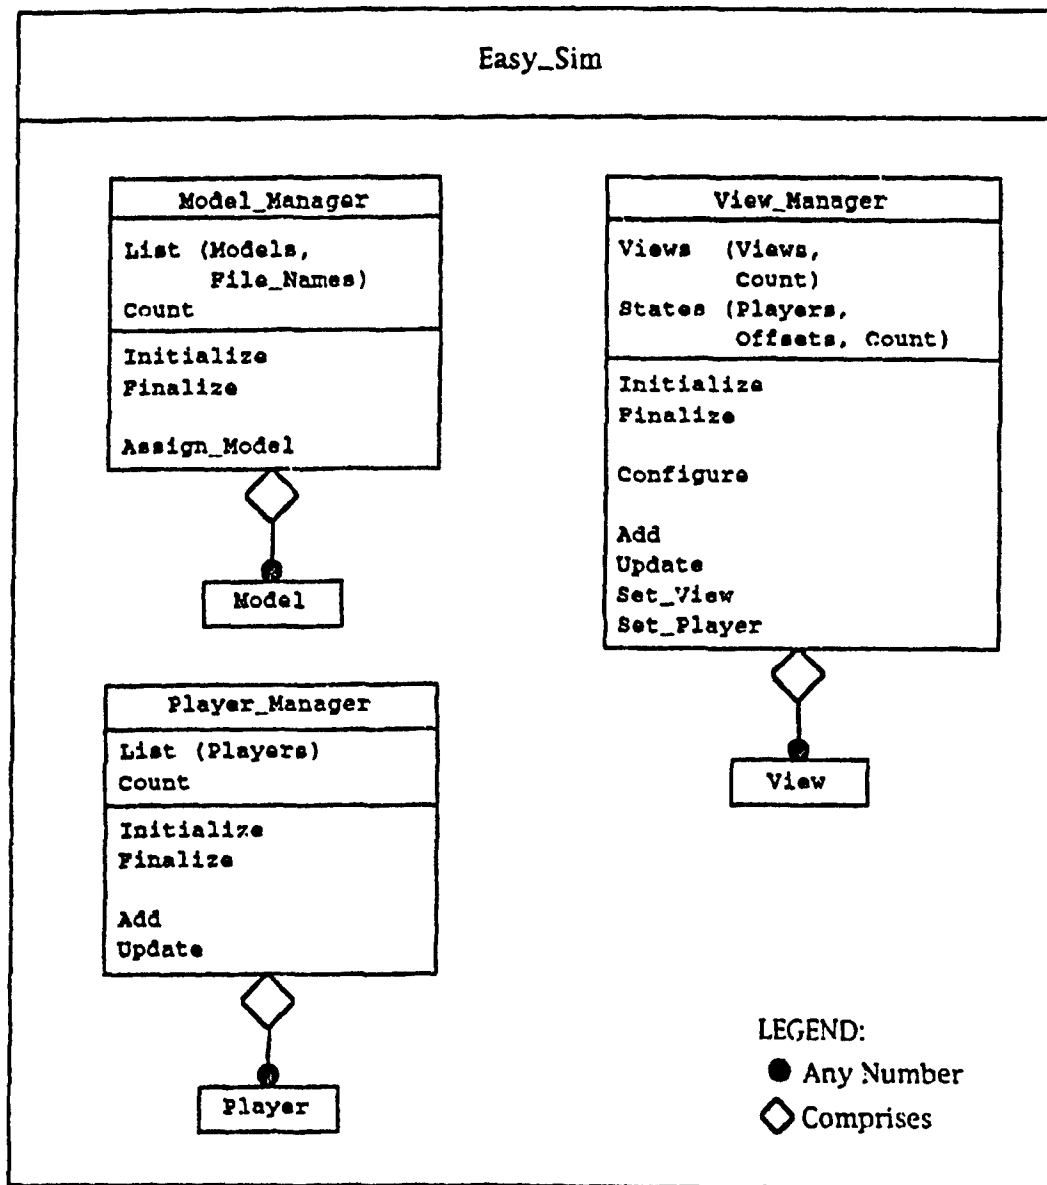 Easy_Sim
Model_Manager
List (Models,
File_Names)
Count
Initialize
Finalize
Assign_Model
Model
Player_Manager
List (Players)
Count
Initialize
Finalize
Add
Update
Player
View_Manager
Views (Views,
Count)
States (Players,
Offsets, Count)
Initialize
Finalize
Configure
Add
Update
Set_View
Set_Player
View
LEGEND:
Any Number
Comprises